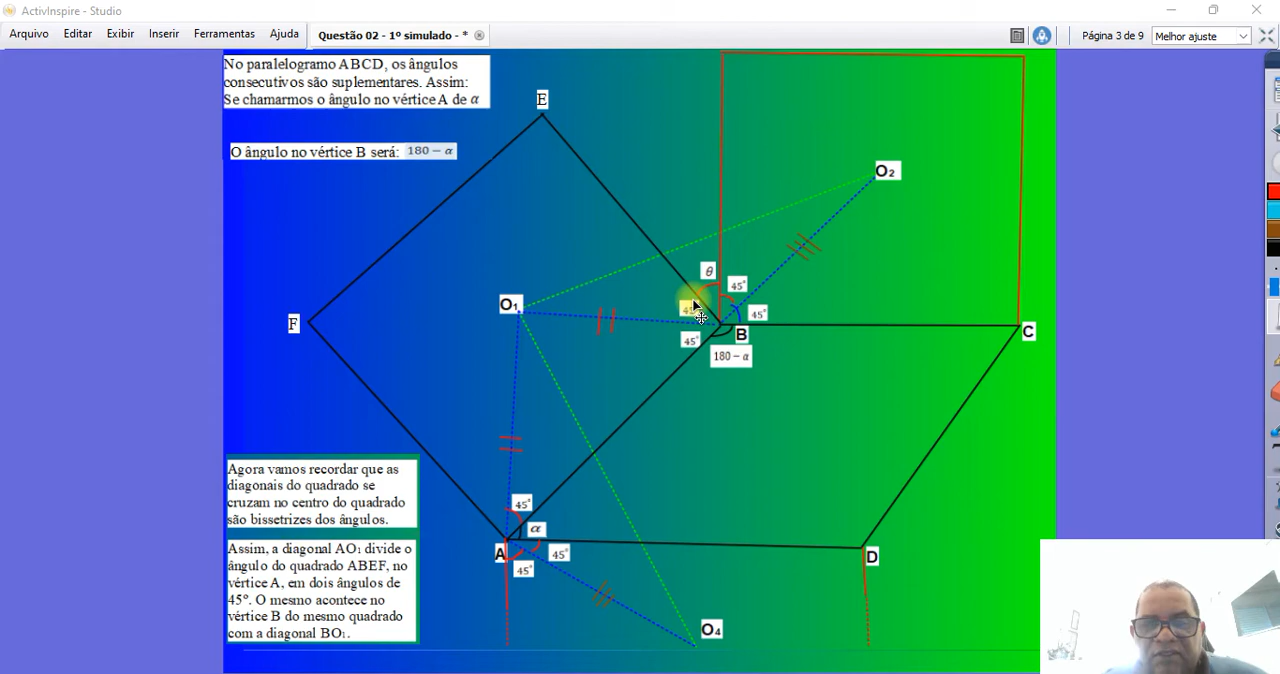 ActivInspire - Studio
Arquivo Editar Exibir Inserir Ferramentas Ajuda
Questão 02 - 1º simulado - *
Página 3 de 9
Melhor ajuste
No paralelogramo ABCD, os ângulos
consecutivos são suplementares. Assim:
Se chamarmos o ângulo no vértice A de α
E
O ângulo no vértice B será: 180 − α
O₂
θ
45°
O₁
45°
45°
F
C
B
45°
180 − α
Agora vamos recordar que as
diagonais do quadrado se
cruzam no centro do quadrado
são bissetrizes dos ângulos.
45°
α
A
45°
D
45°
Assim, a diagonal AO₁ divide o
ângulo do quadrado ABEF, no
vértice A, em dois ângulos de
45º. O mesmo acontece no
vértice B do mesmo quadrado
com a diagonal BO₁.
O₄